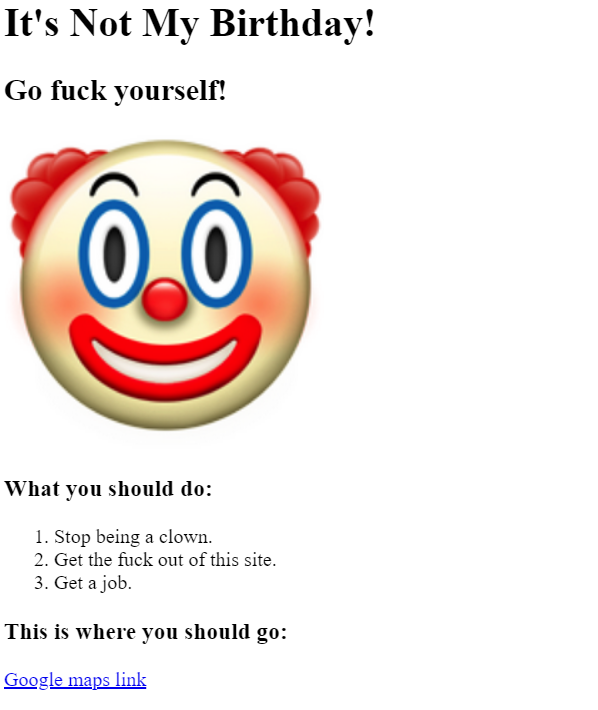 It's Not My Birthday!
Go fuck yourself!
What you should do:
1. Stop being a clown.
2. Get the fuck out of this site.
3. Get a job.
This is where you should go:
Google maps link